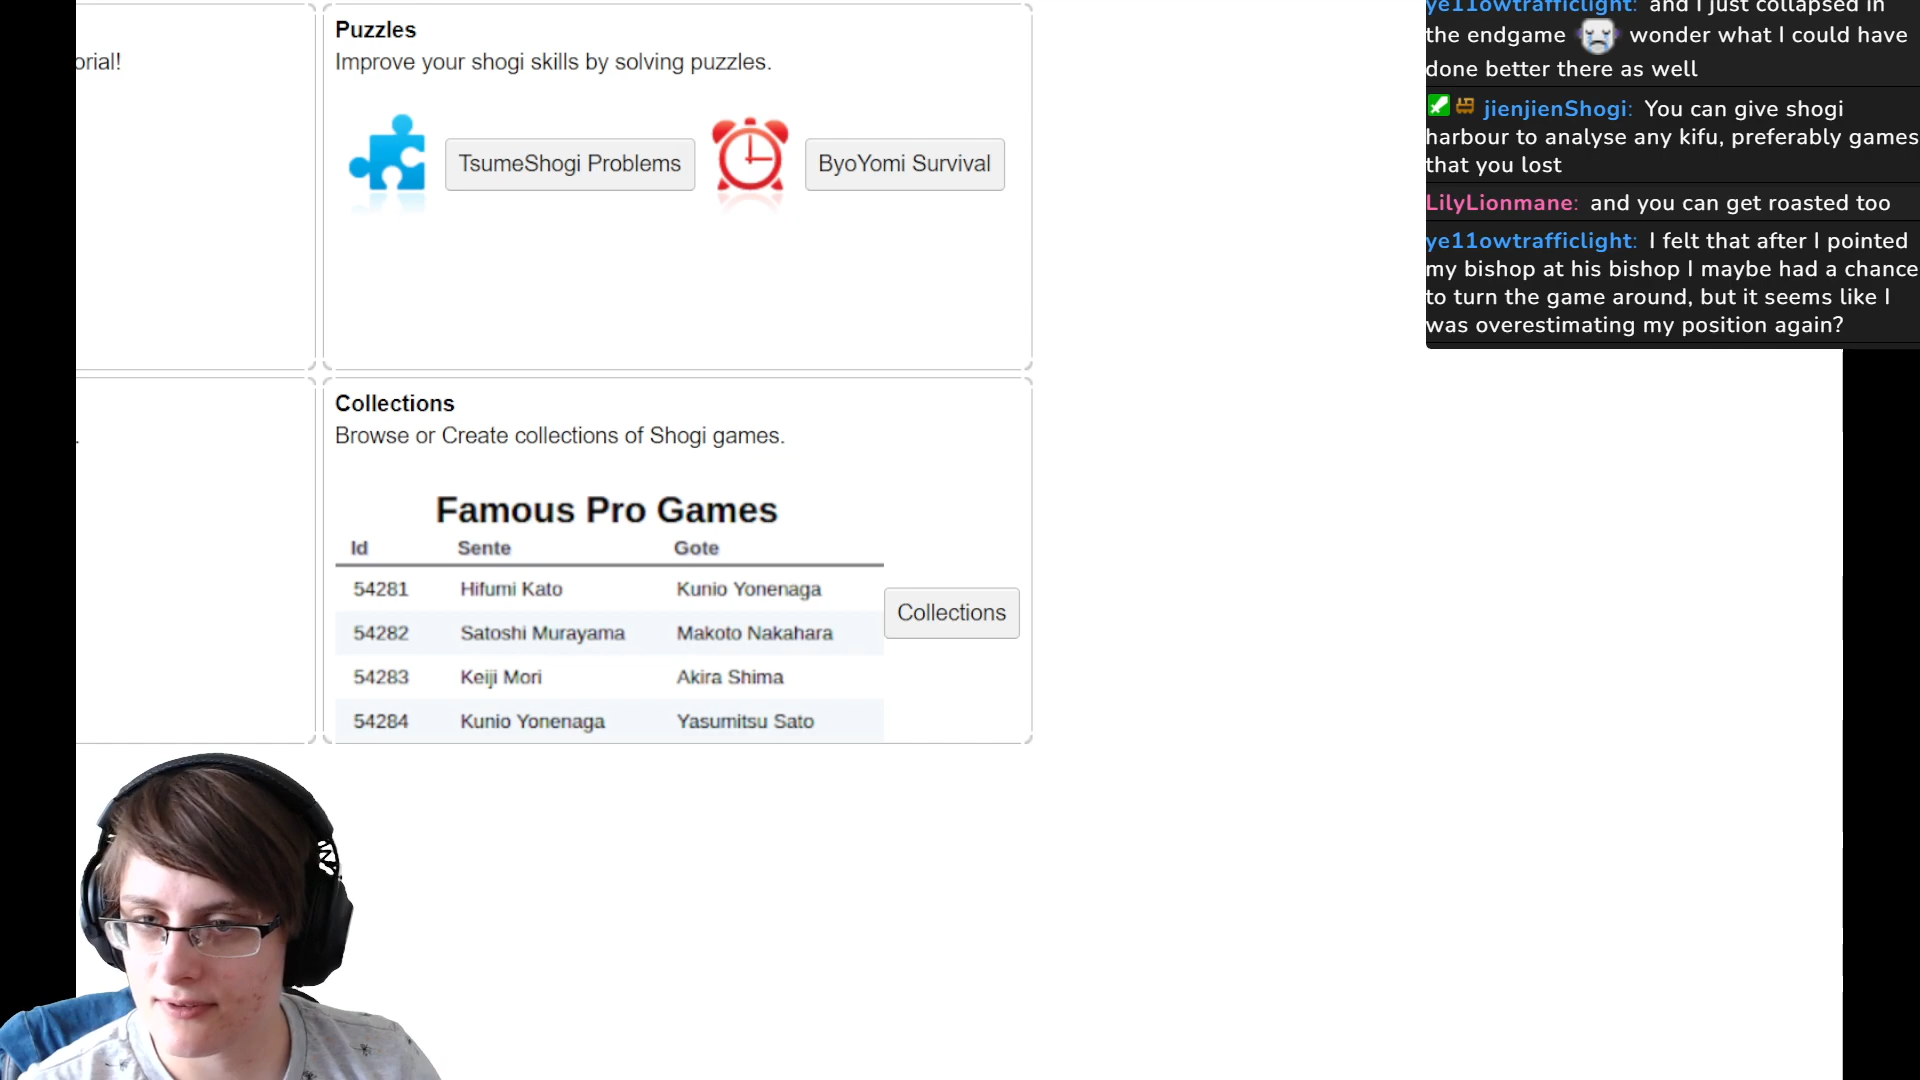 orial!
Puzzles
Improve your shogi skills by solving puzzles.
TsumeShogi Problems
ByoYomi Survival
.
Collections
Browse or Create collections of Shogi games.
Famous Pro Games
Id Sente Gote
54281 Hifumi Kato Kunio Yonenaga
54282 Satoshi Murayama Makoto Nakahara
54283 Keiji Mori Akira Shima
54284 Kunio Yonenaga Yasumitsu Sato
Collections
ye11owtrafficlight: and I just collapsed in
the endgame wonder what I could have
done better there as well
jienjienShogi: You can give shogi
harbour to analyse any kifu, preferably games
that you lost
LilyLionmane: and you can get roasted too
ye11owtrafficlight: I felt that after I pointed
my bishop at his bishop I maybe had a chance
to turn the game around, but it seems like I
was overestimating my position again?